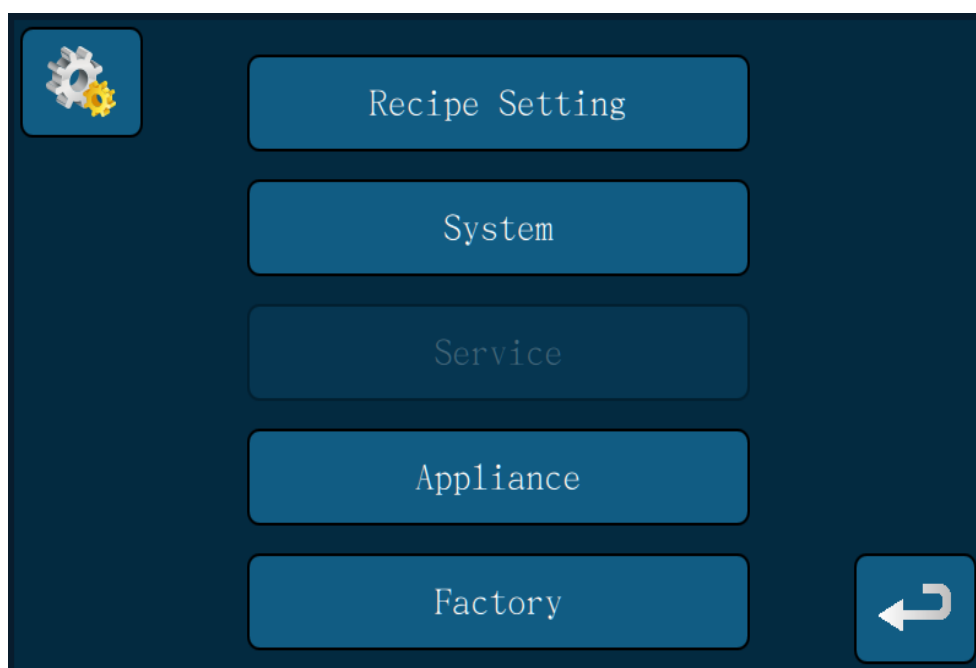 Recipe Setting
System
Service
Appliance
Factory